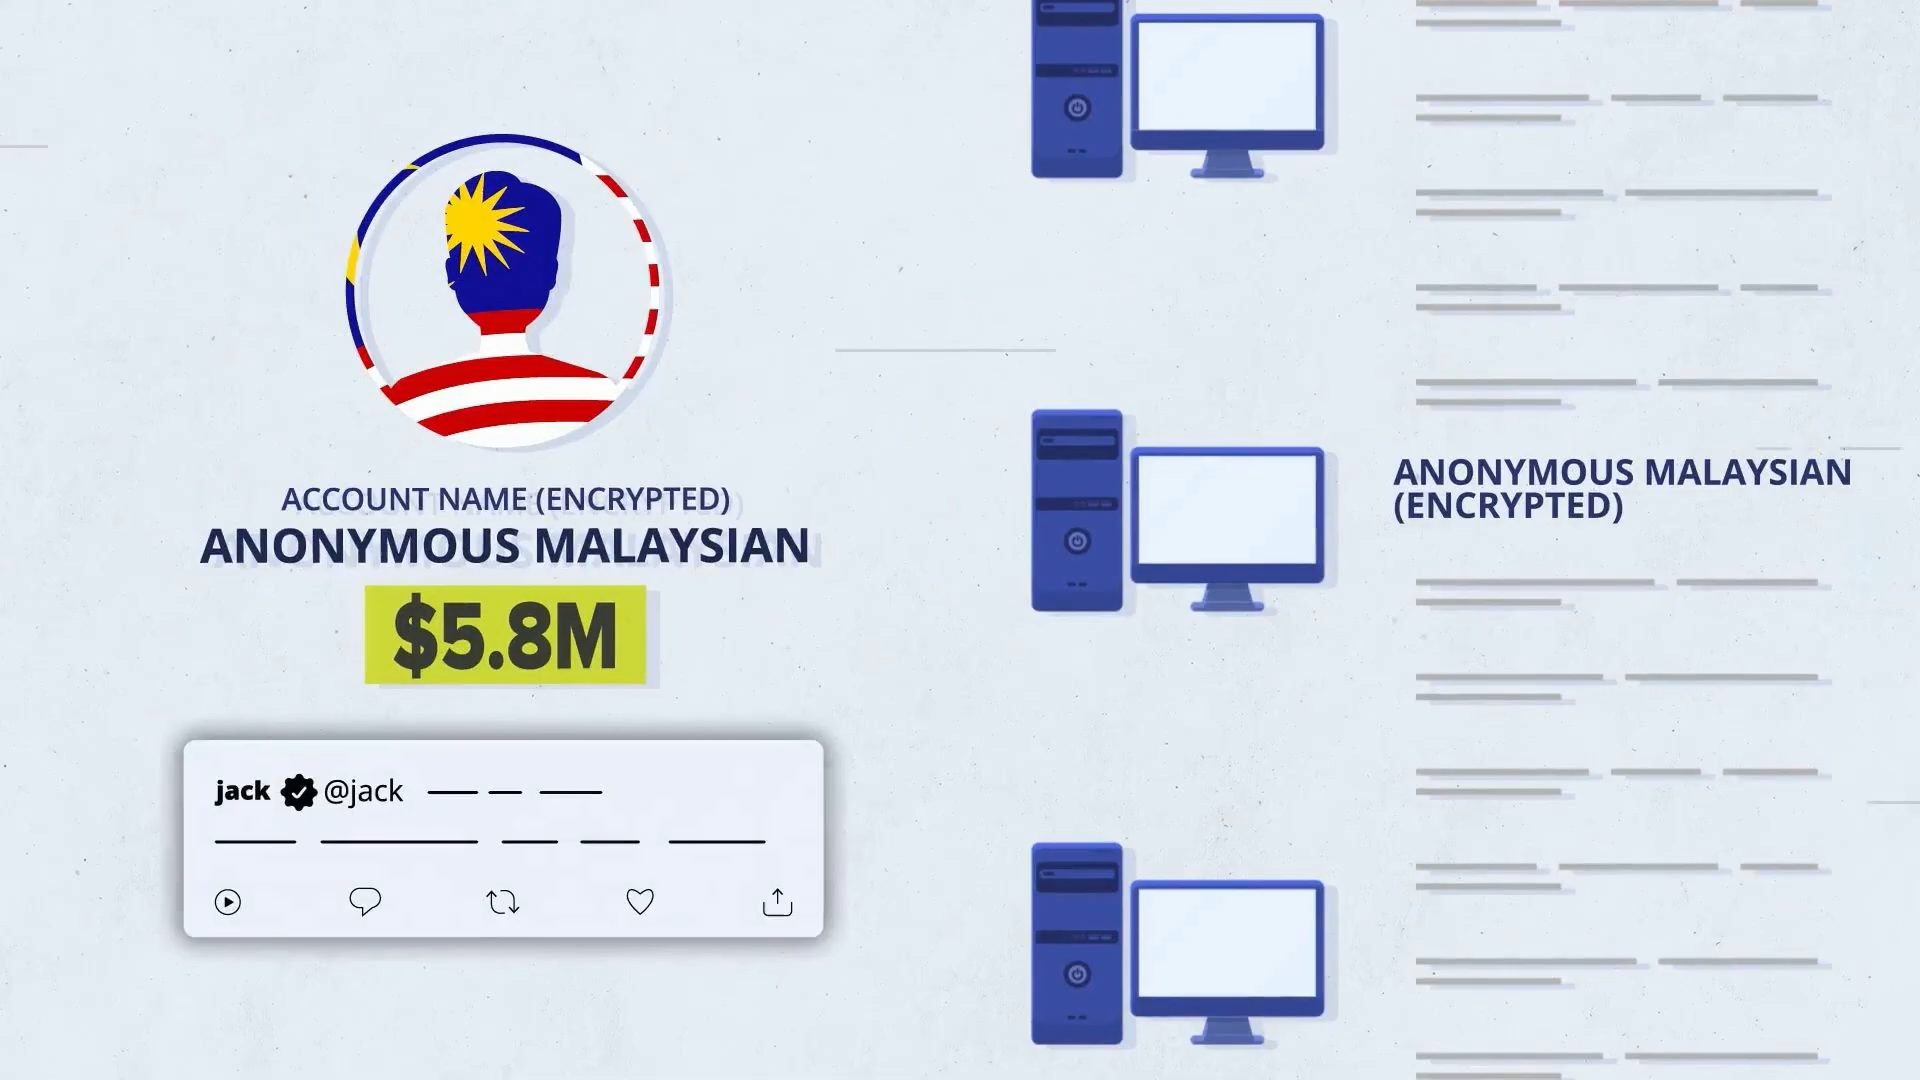 ACCOUNT NAME (ENCRYPTED)
ANONYMOUS MALAYSIAN
$5.8M
jack @jack
ANONYMOUS MALAYSIAN
(ENCRYPTED)